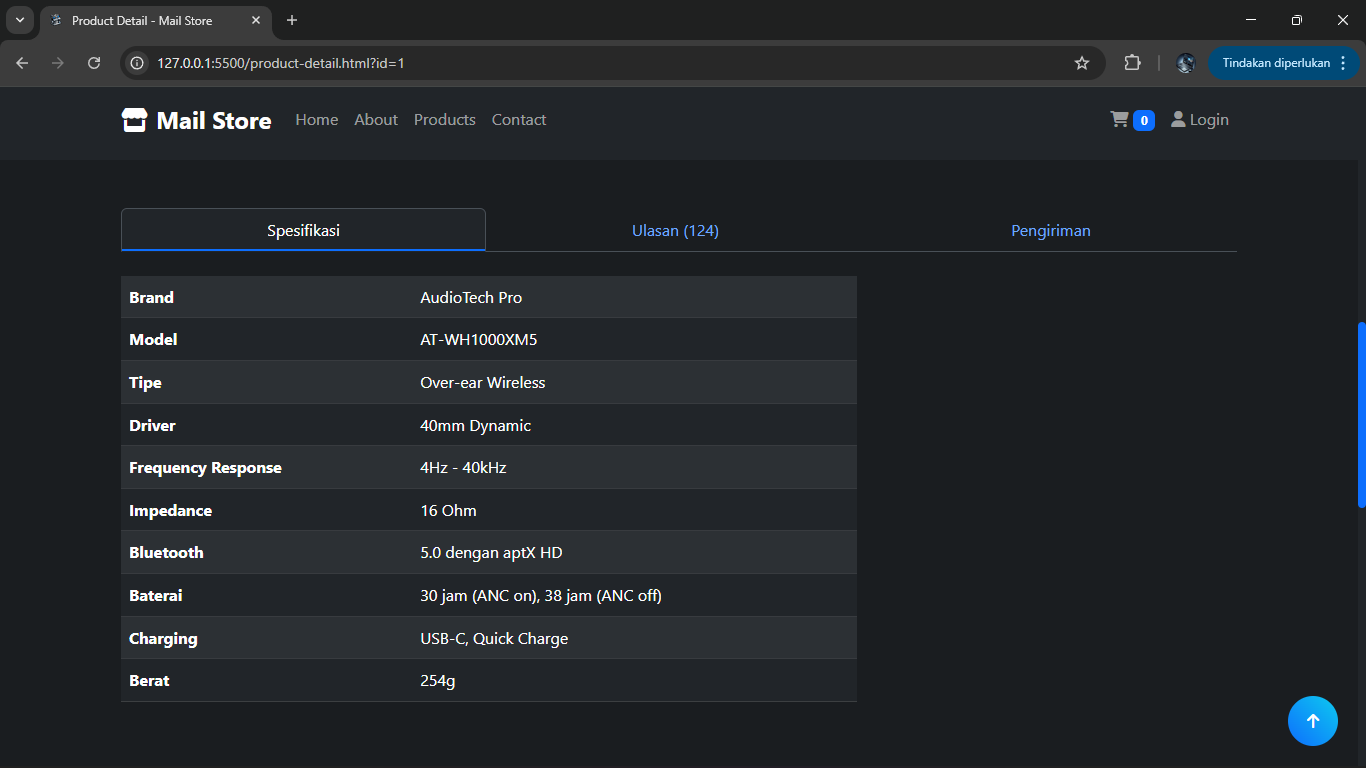 Product Detail - Mail Store
127.0.0.1:5500/product-detail.html?id=1
Tindakan diperlukan
Mail Store Home About Products Contact 0 Login
Spesifikasi Ulasan (124) Pengiriman
Brand AudioTech Pro
Model AT-WH1000XM5
Tipe Over-ear Wireless
Driver 40mm Dynamic
Frequency Response 4Hz - 40kHz
Impedance 16 Ohm
Bluetooth 5.0 dengan aptX HD
Baterai 30 jam (ANC on), 38 jam (ANC off)
Charging USB-C, Quick Charge
Berat 254g